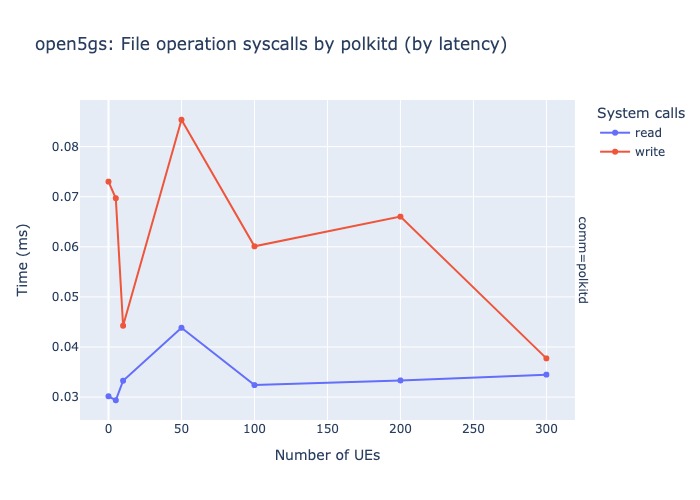 open5gs: File operation syscalls by polkitd (by latency)
System calls
read
write
0.08
0.07
0.06
0.05
0.04
0.03
Time (ms)
comm=polkitd
0 50 100 150 200 250 300
Number of UEs